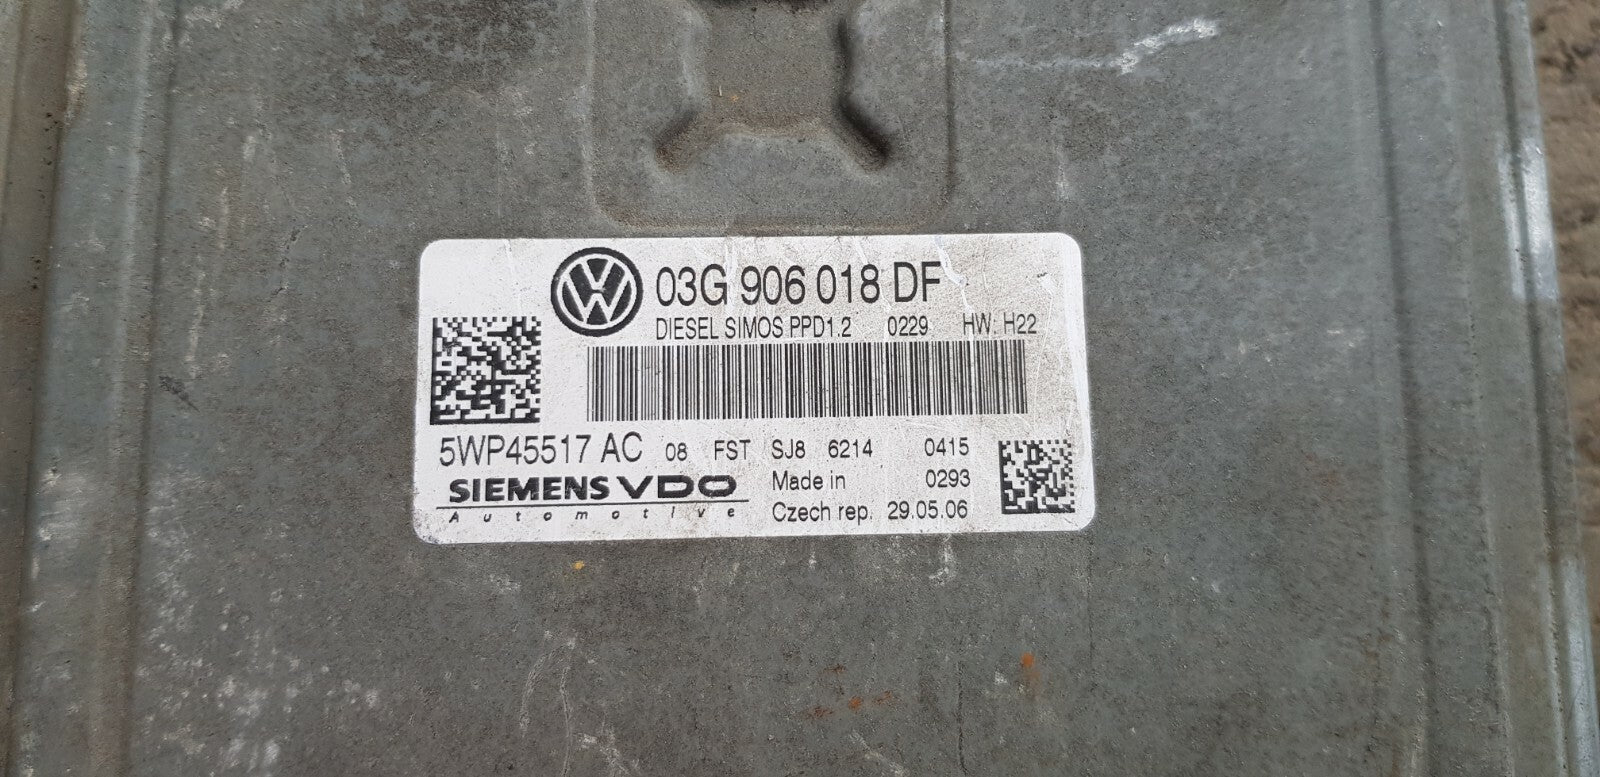 03G 906 018 DF
DIESEL SIMOS PPD1.2 0229 HW: H22
5WP45517 AC 08 FST SJ8 6214 0415
SIEMENS VDO Made in 0293
Automotive Czech rep. 29.05.06